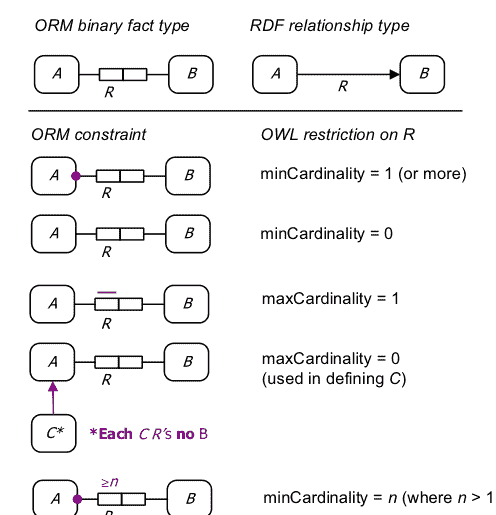 ORM binary fact type
RDF relationship type
A B A B
R R
ORM constraint
OWL restriction on R
A B
R
minCardinality = 1 (or more)
A B
R
minCardinality = 0
A B
R
maxCardinality = 1
A B
R
maxCardinality = 0
(used in defining C)
C*
*Each C R's no B
≥n
A B
minCardinality = n (where n > 1